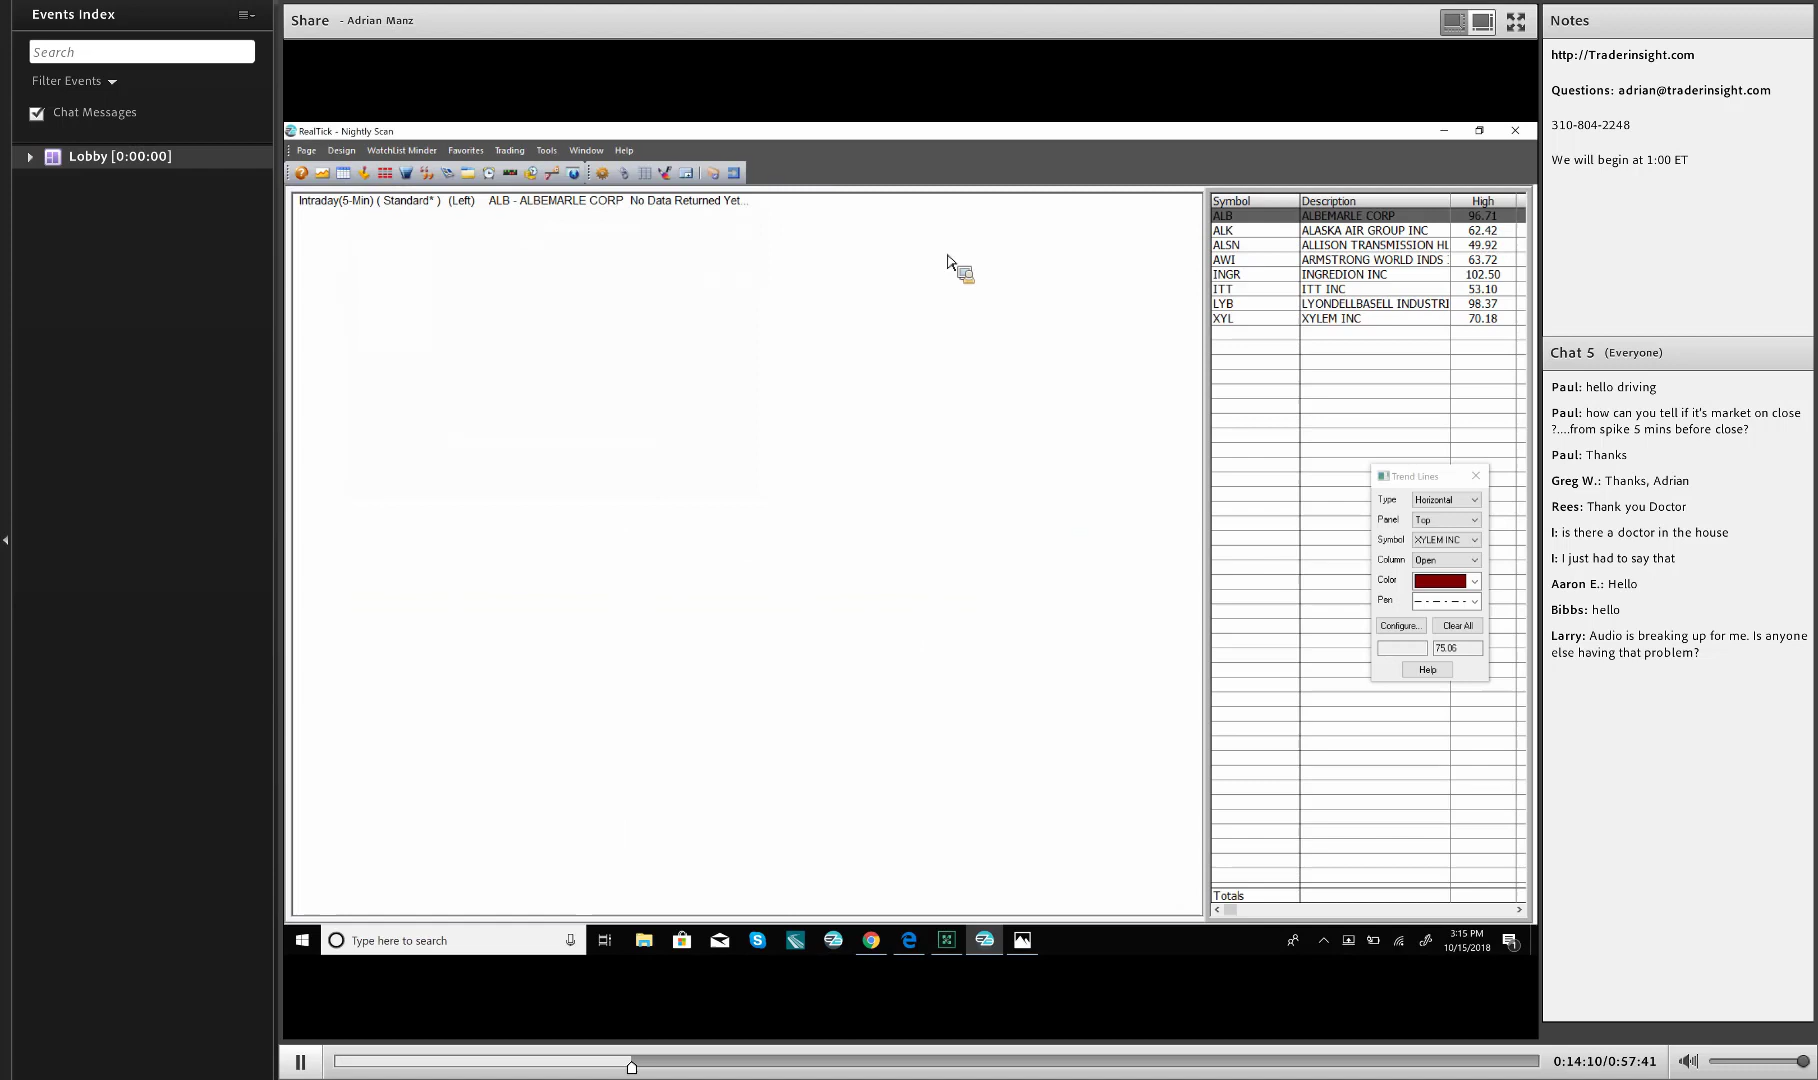 Events Index
Search
Filter Events
Chat Messages
Lobby [0:00:00]
Share - Adrian Manz
RealTick - Nightly Scan
Page Design WatchList Minder Favorites Trading Tools Window Help
Intraday(5-Min) ( Standard* ) (Left) ALB - ALBEMARLE CORP No Data Returned Yet...
Symbol Description High
ALB ALBEMARLE CORP 96.71
ALK ALASKA AIR GROUP INC 62.42
ALSN ALLISON TRANSMISSION HL 49.92
AWI ARMSTRONG WORLD INDS 63.72
INGR INGREDION INC 102.50
ITT ITT INC 53.10
LYB LYONDELLBASELL INDUSTRI 98.37
XYL XYLEM INC 70.18
Trend Lines
Type Horizontal
Panel Top
Symbol XYLEM INC
Column Open
Color
Pen
Configure... Clear All
75.06
Help
Totals
Type here to search
3:15 PM
10/15/2018
1
Notes
http://Traderinsight.com
Questions: adrian@traderinsight.com
310-804-2248
We will begin at 1:00 ET
Chat 5 (Everyone)
Paul: hello driving
Paul: how can you tell if it's market on close
?....from spike 5 mins before close?
Paul: Thanks
Greg W.: Thanks, Adrian
Rees: Thank you Doctor
I: is there a doctor in the house
I: I just had to say that
Aaron E.: Hello
Bibbs: hello
Larry: Audio is breaking up for me. Is anyone
else having that problem?
0:14:10/0:57:41